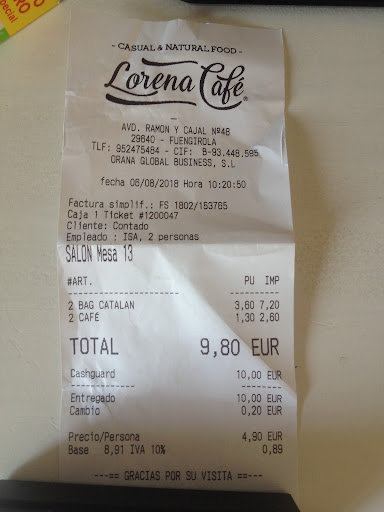 - CASUAL & NATURAL FOOD -
Lorena Café
AVD. RAMON Y CAJAL Nº48
29640 - FUENGIROLA
TLF: 952475484 - CIF: B-93.448.595
ORANA GLOBAL BUSINESS, S.L
fecha 06/08/2018 Hora 10:20:50
Factura simplif.: FS 1802/153765
Caja 1 Ticket #1200047
Cliente: Contado
Empleado : ISA, 2 personas
SALON Mesa 13
#ART. PU IMP
2 BAG CATALAN 3,60 7,20
2 CAFÉ 1,30 2,60
TOTAL 9,80 EUR
Cashguard 10,00 EUR
Entregado 10,00 EUR
Cambio 0,20 EUR
Precio/Persona 4,90 EUR
Base 8,91 IVA 10% 0,89
---== GRACIAS POR SU VISITA ==---